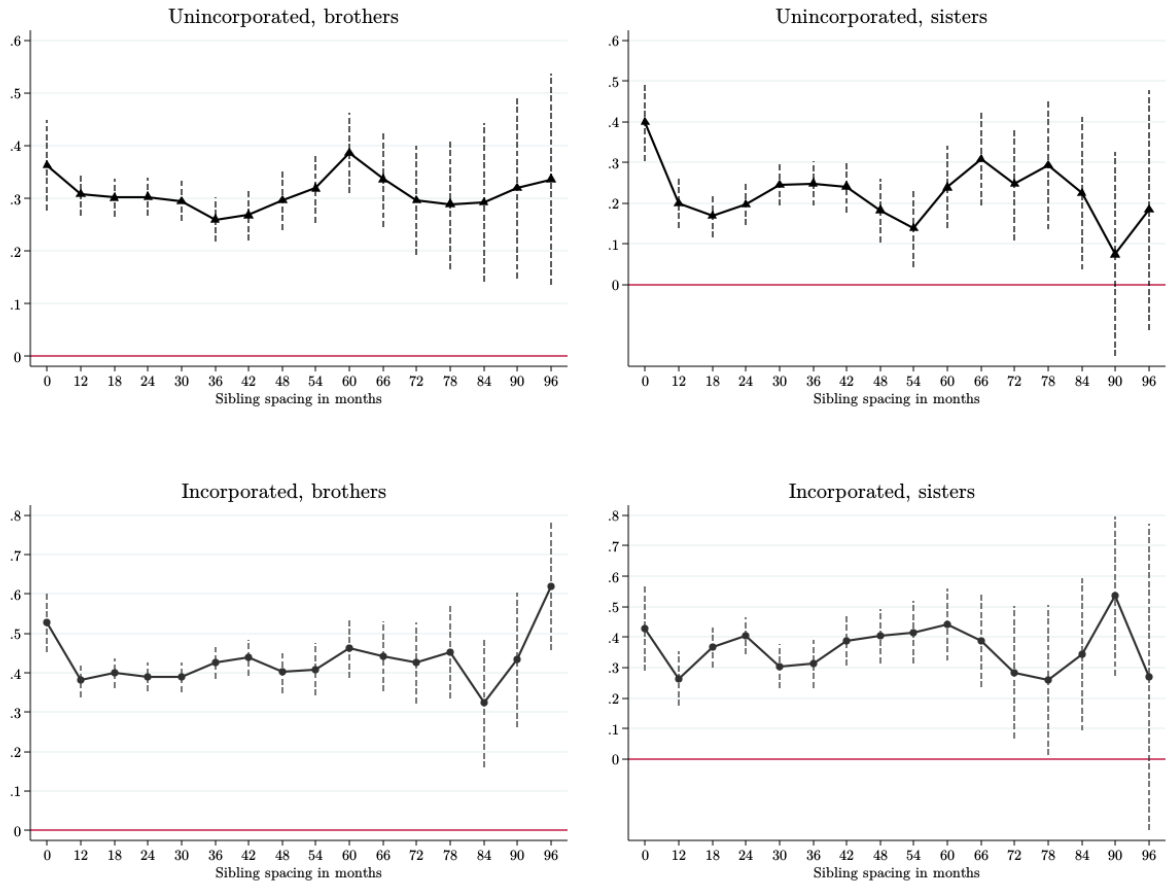 Unincorporated, brothers
.6
.5
.4
.3
.2
.1
0
0 12 18 24 30 36 42 48 54 60 66 72 78 84 90 96
Sibling spacing in months
Unincorporated, sisters
.6
.5
.4
.3
.2
.1
0
0 12 18 24 30 36 42 48 54 60 66 72 78 84 90 96
Sibling spacing in months
Incorporated, brothers
.8
.7
.6
.5
.4
.3
.2
.1
0
0 12 18 24 30 36 42 48 54 60 66 72 78 84 90 96
Sibling spacing in months
Incorporated, sisters
.8
.7
.6
.5
.4
.3
.2
.1
0
0 12 18 24 30 36 42 48 54 60 66 72 78 84 90 96
Sibling spacing in months